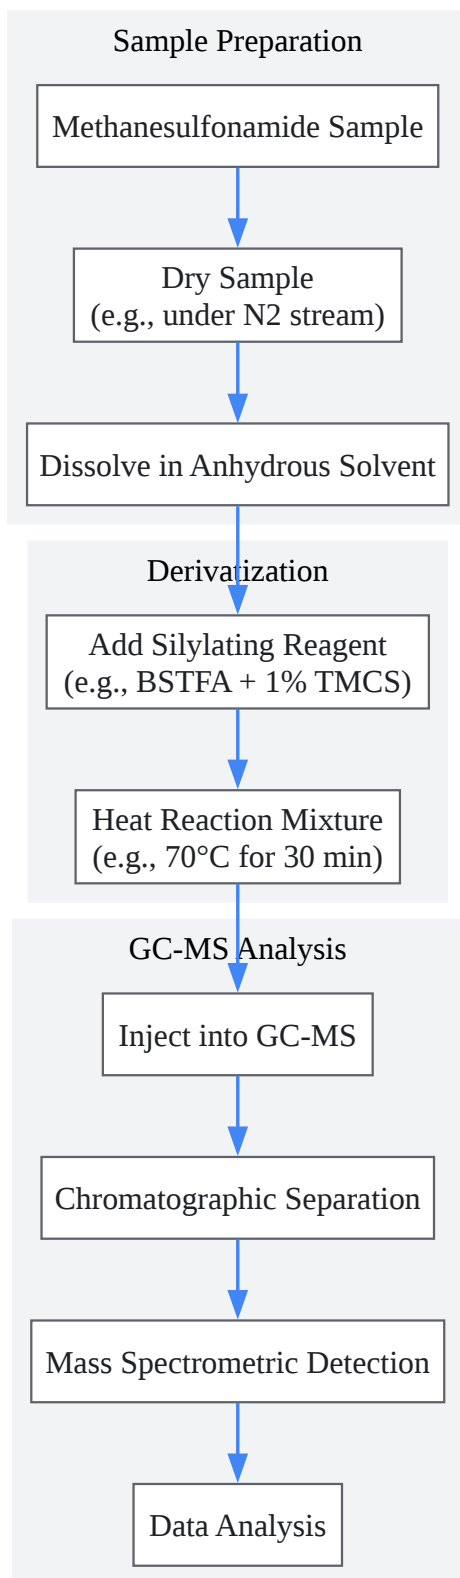 Sample Preparation
Methanesulfonamide Sample
Dry Sample
(e.g., under N2 stream)
Dissolve in Anhydrous Solvent
Derivatization
Add Silylating Reagent
(e.g., BSTFA + 1% TMCS)
Heat Reaction Mixture
(e.g., 70°C for 30 min)
GC-MS Analysis
Inject into GC-MS
Chromatographic Separation
Mass Spectrometric Detection
Data Analysis